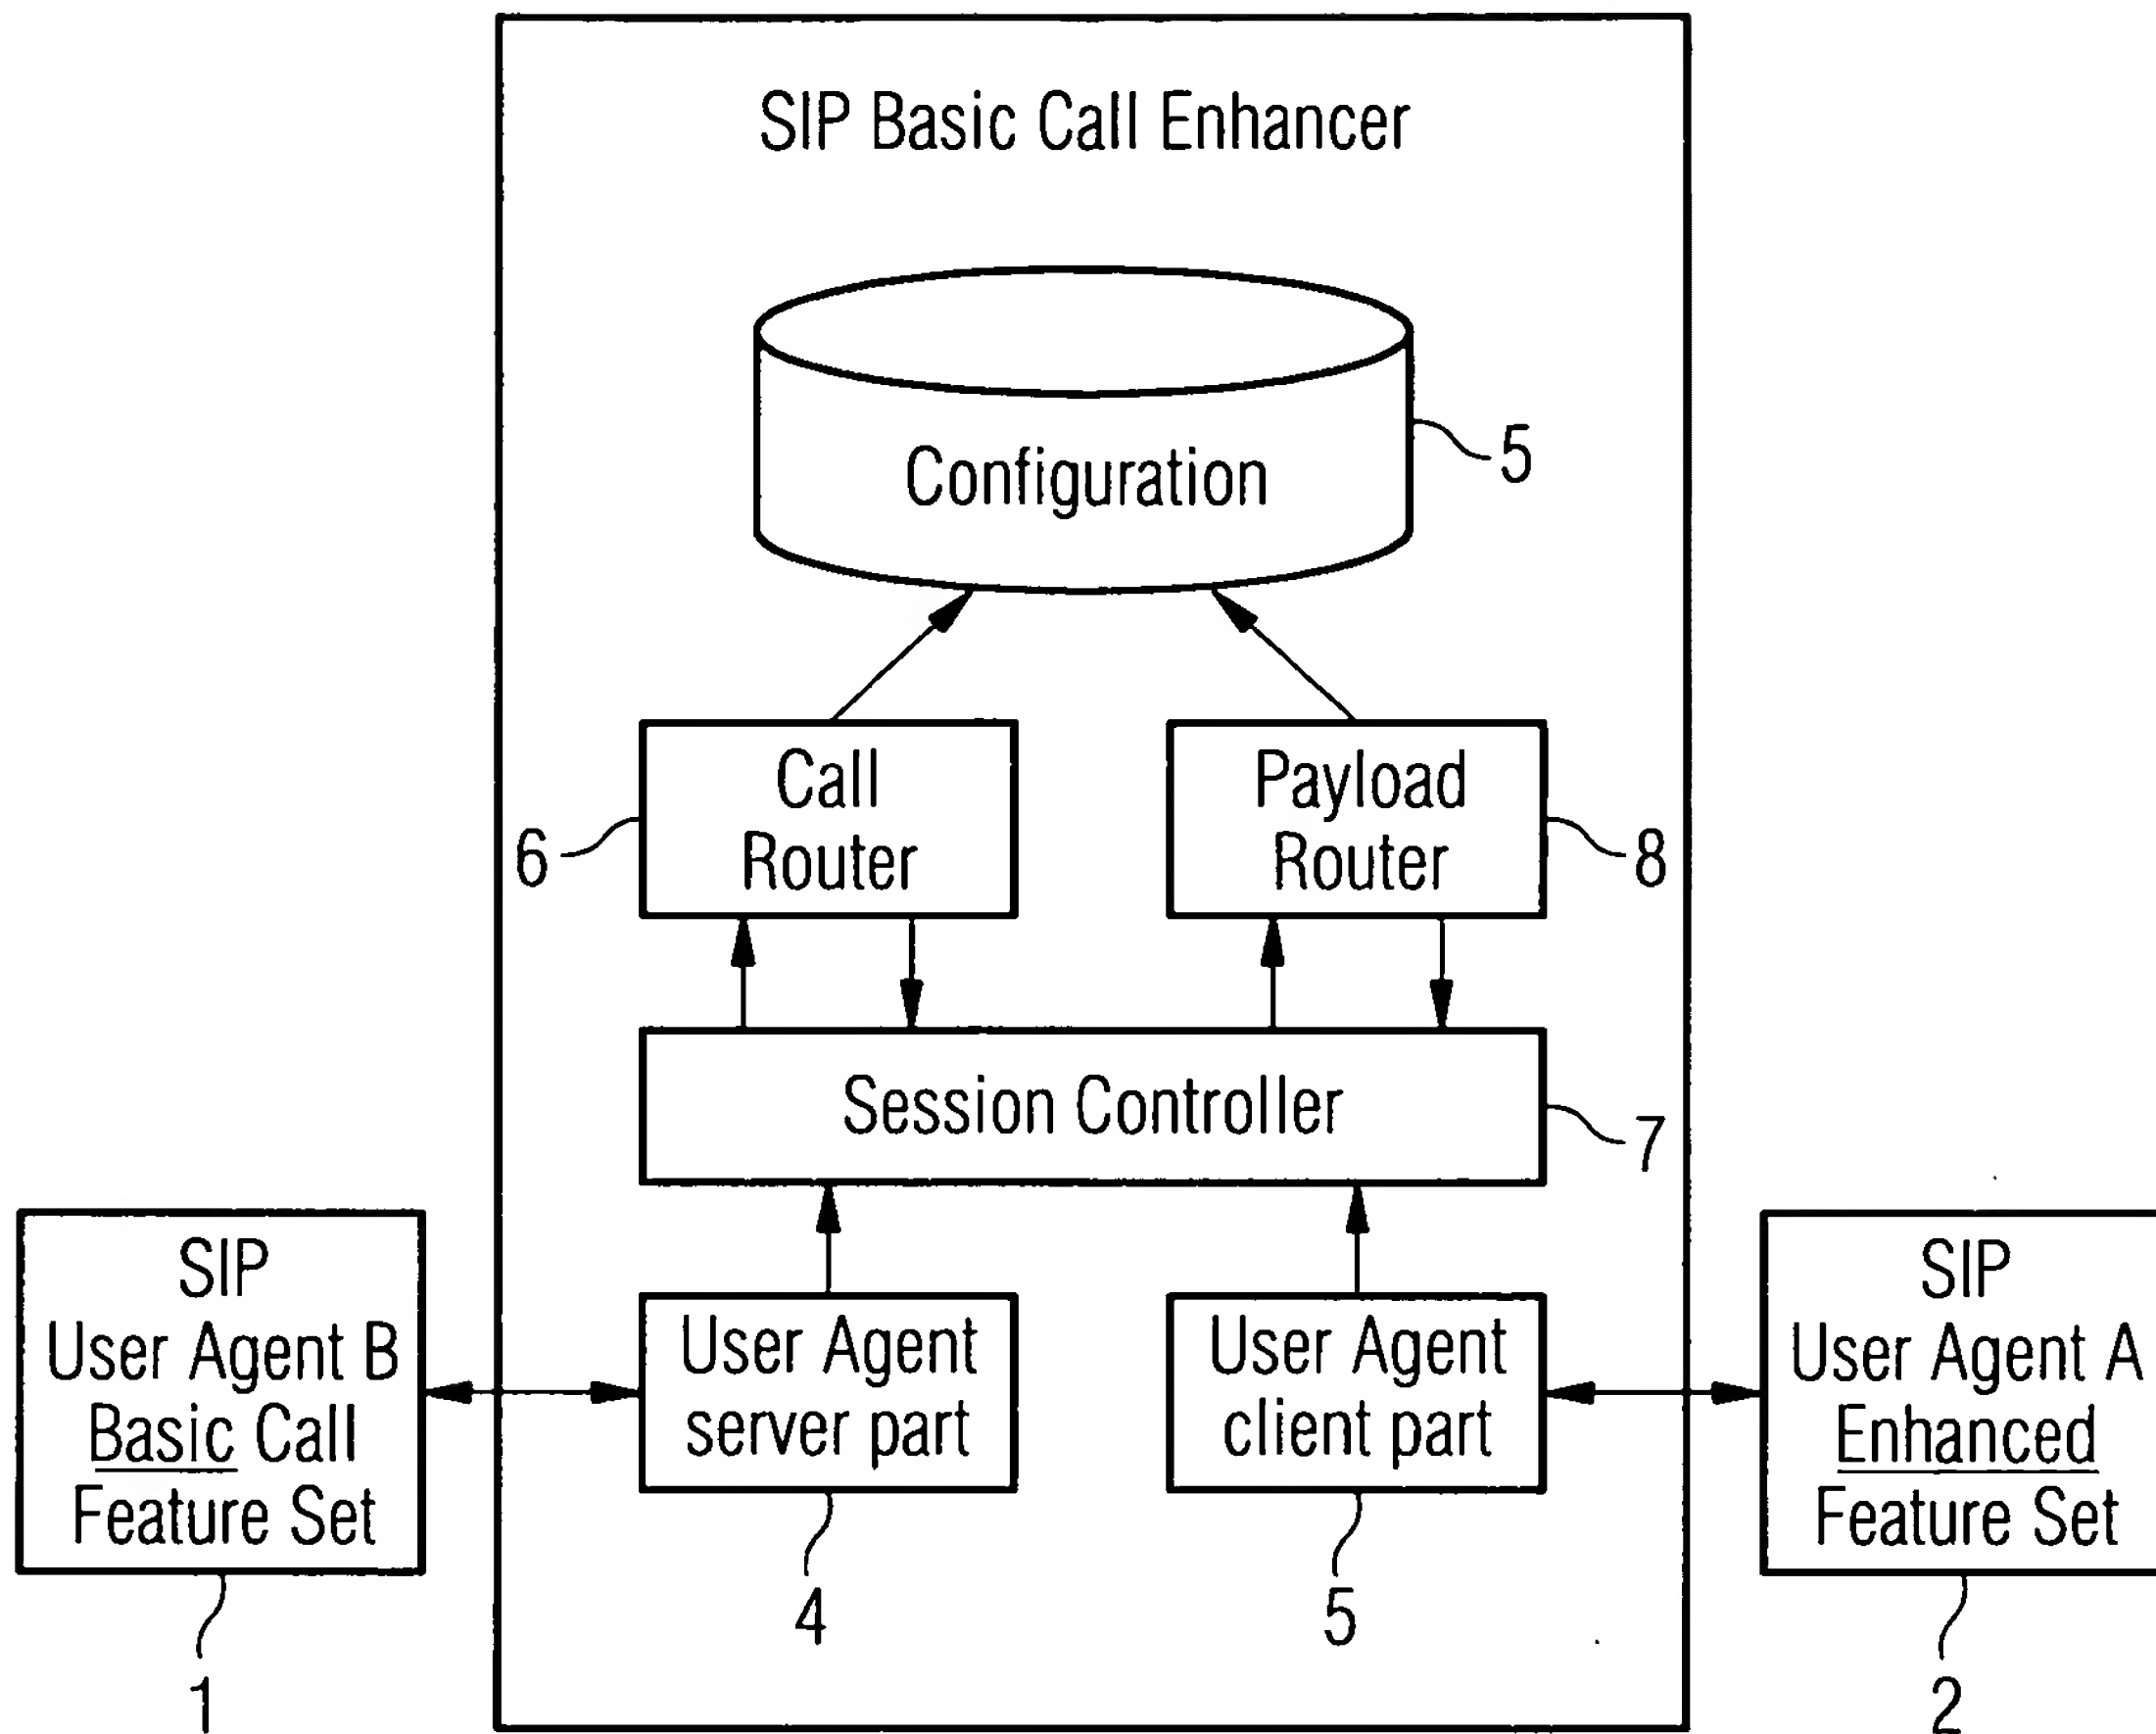 SIP Basic Call Enhancer
Configuration
5
Call
Router
6
Payload
Router
8
Session Controller
7
SIP
User Agent B
Basic Call
Feature Set
1
User Agent
server part
4
User Agent
client part
5
SIP
User Agent A
Enhanced
Feature Set
2